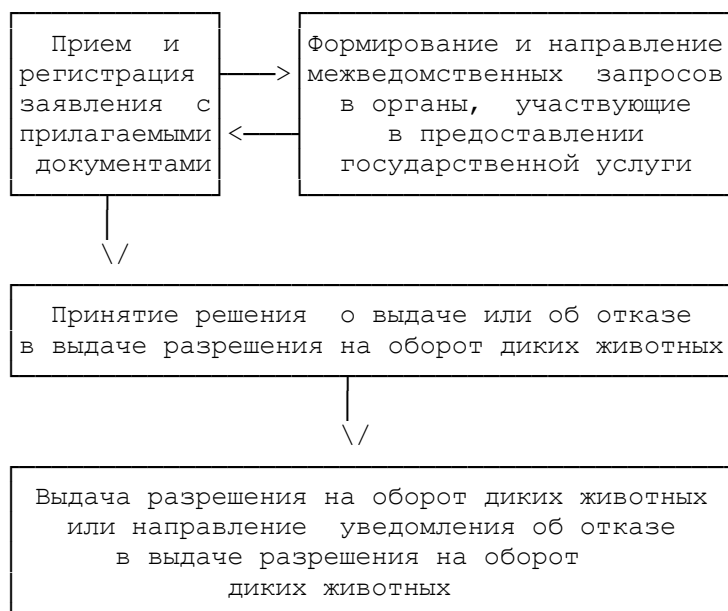 Прием и
регистрация
заявления с
прилагаемыми
документами
Формирование и направление
межведомственных запросов
в органы, участвующие
в предоставлении
государственной услуги
Принятие решения о выдаче или об отказе
в выдаче разрешения на оборот диких животных
Выдача разрешения на оборот диких животных
или направление уведомления об отказе
в выдаче разрешения на оборот
диких животных